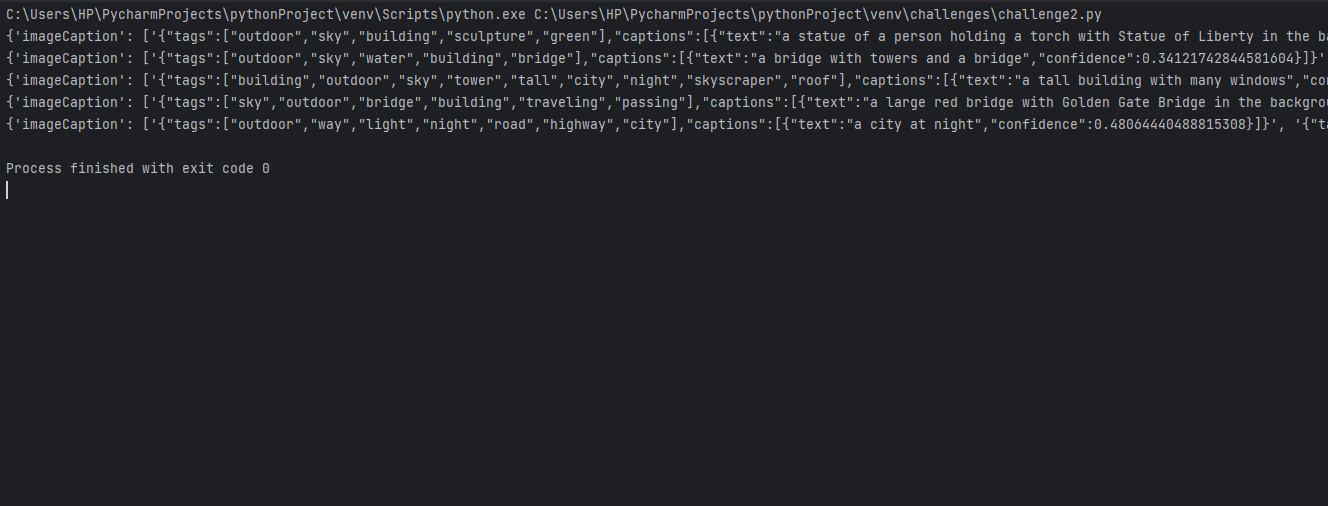 C:\Users\HP\PycharmProjects\pythonProject\venv\Scripts\python.exe C:\Users\HP\PycharmProjects\pythonProject\venv\challenges\challenge2.py
{'imageCaption': ['{"tags":["outdoor","sky","building","sculpture","green"],"captions":[{"text":"a statue of a person holding a torch with Statue of Liberty in the ba
{'imageCaption': ['{"tags":["outdoor","sky","water","building","bridge"],"captions":[{"text":"a bridge with towers and a bridge","confidence":0.34121742844581604}]}'
{'imageCaption': ['{"tags":["building","outdoor","sky","tower","tall","city","night","skyscraper","roof"],"captions":[{"text":"a tall building with many windows","con
{'imageCaption': ['{"tags":["sky","outdoor","bridge","building","traveling","passing"],"captions":[{"text":"a large red bridge with Golden Gate Bridge in the backgrou
{'imageCaption': ['{"tags":["outdoor","way","light","night","road","highway","city"],"captions":[{"text":"a city at night","confidence":0.48064440488815308}]}', '{"ta
Process finished with exit code 0